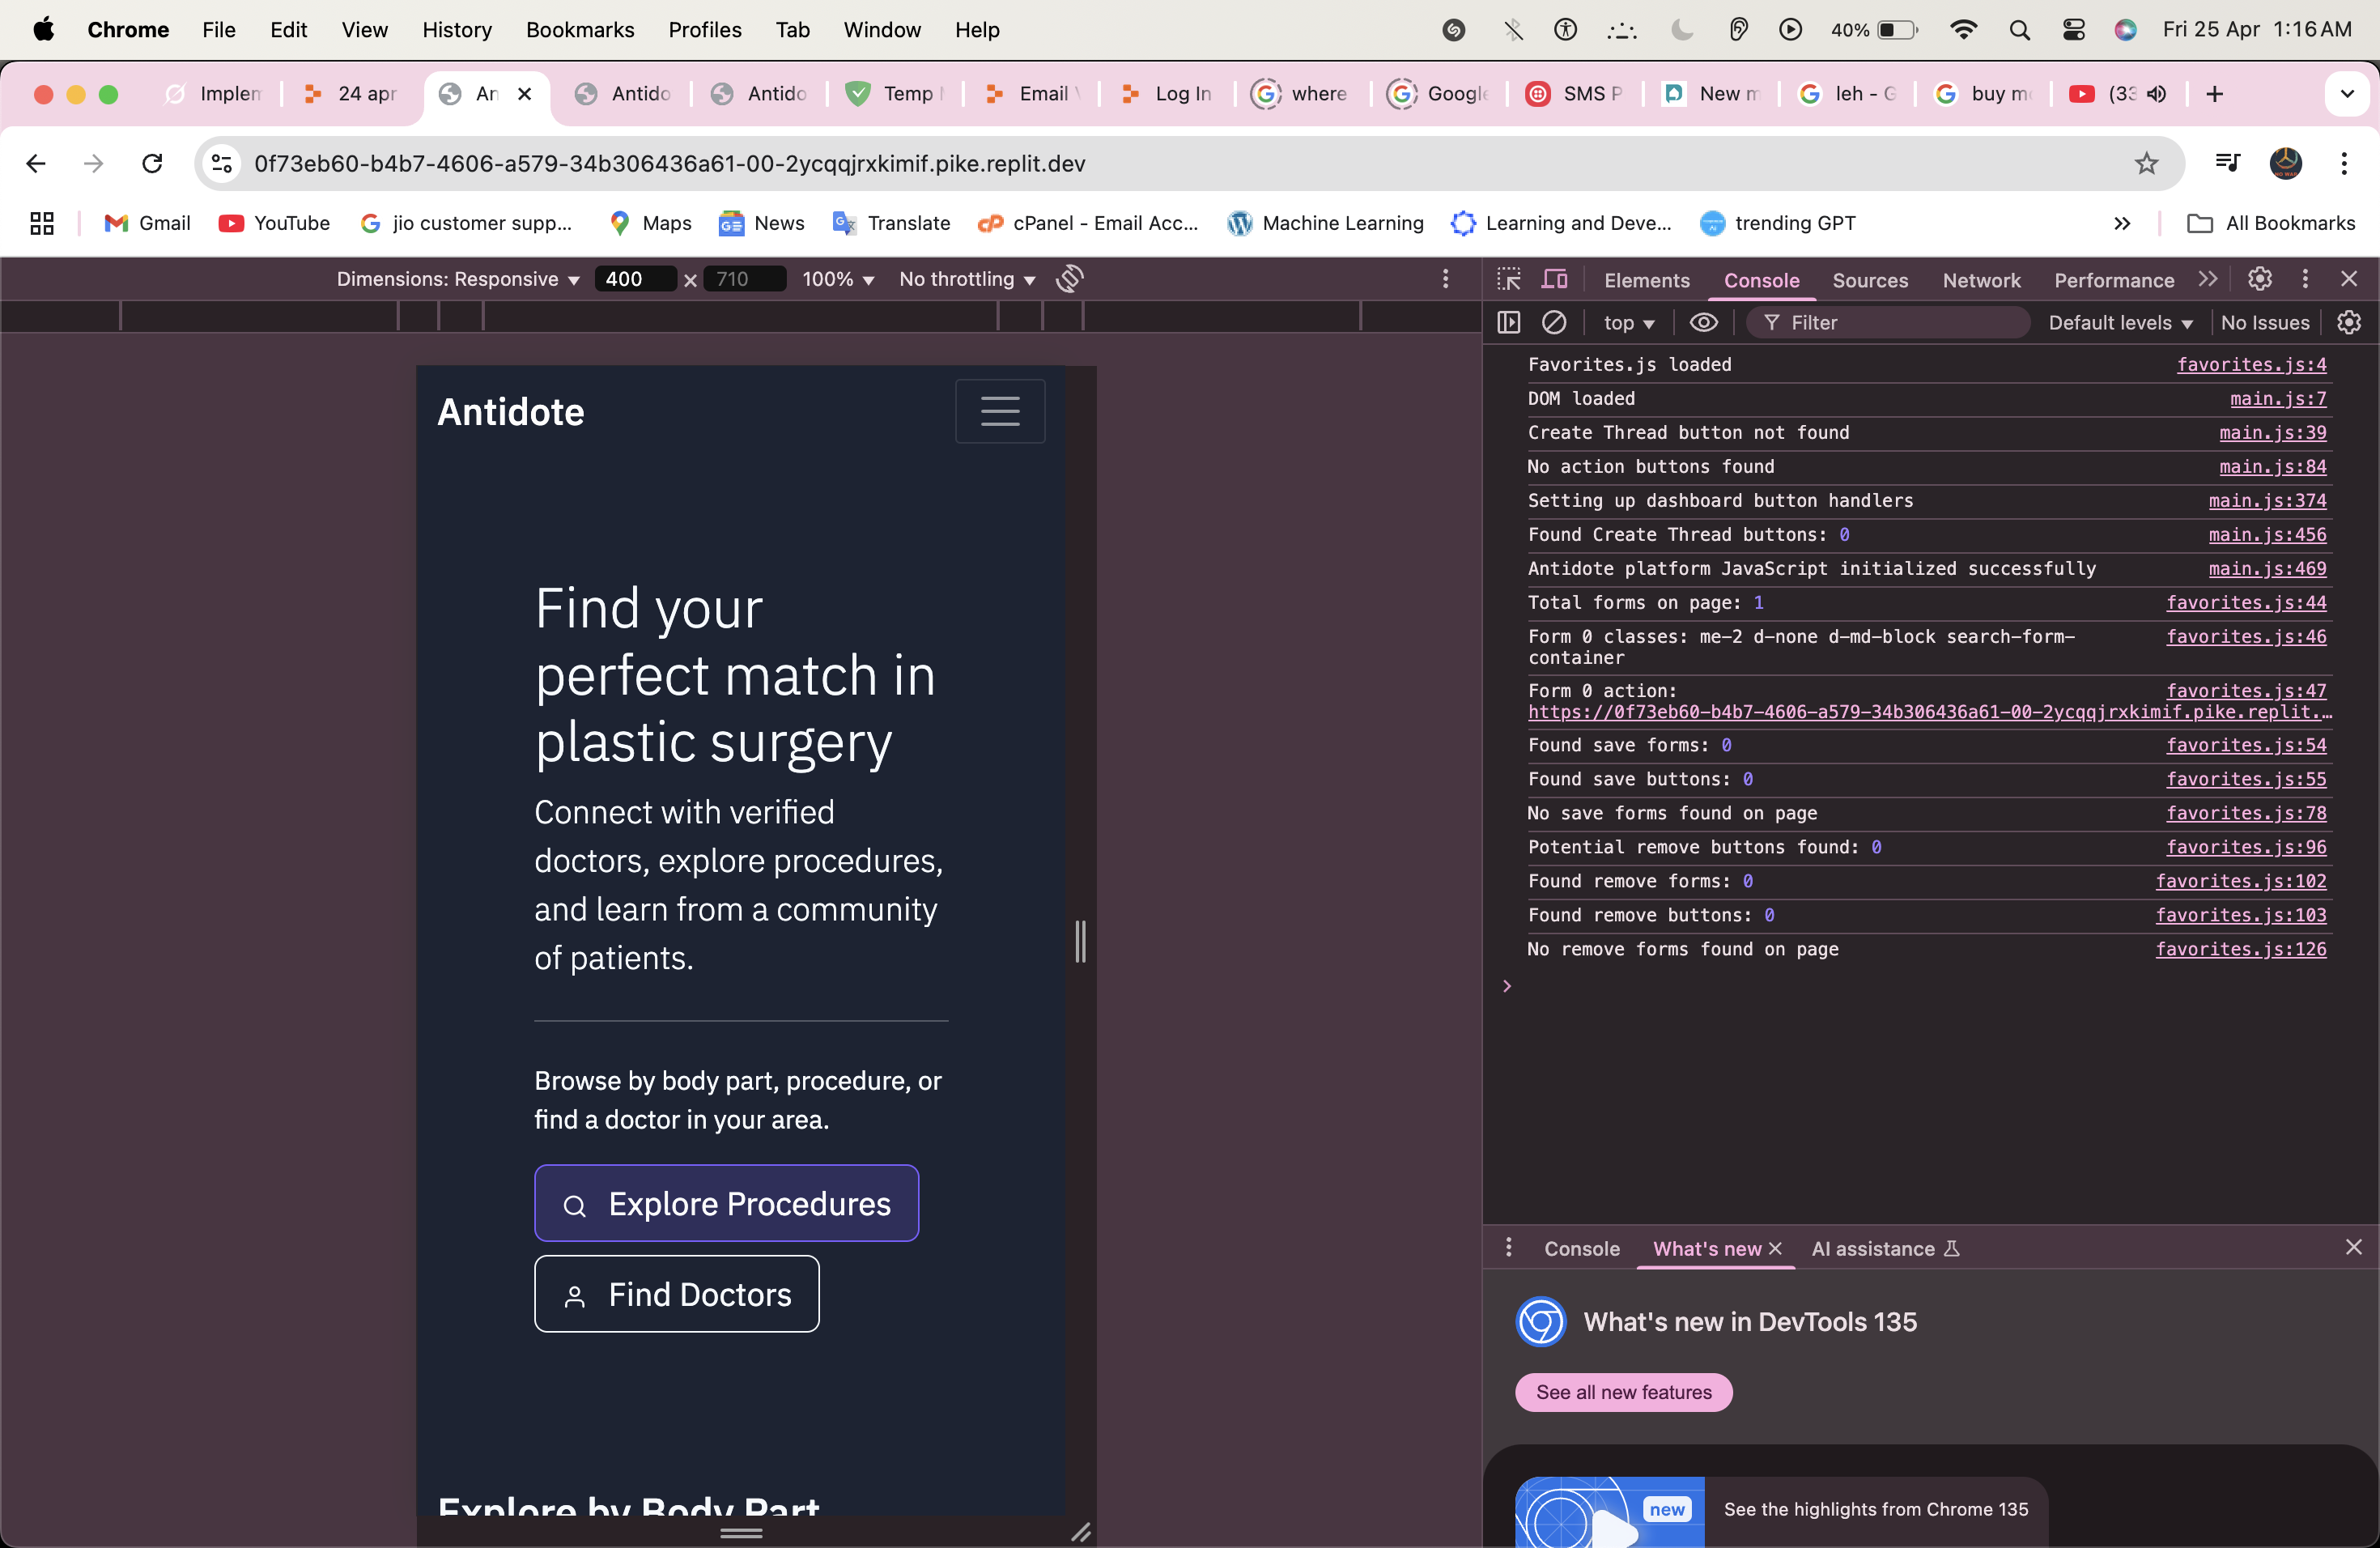 Chrome File Edit View History Bookmarks Profiles Tab Window Help 40% Fri 25 Apr 1:16 AM
Implem 24 apr An Antido Antido Temp Email Log In where Google SMS P New m leh - G buy me (33
0f73eb60-b4b7-4606-a579-34b306436a61-00-2ycqqjrxkimif.pike.replit.dev
Gmail YouTube jio customer supp... Maps News Translate cPanel - Email Acc... Machine Learning Learning and Deve... trending GPT » All Bookmarks
Dimensions: Responsive 400 × 710 100% No throttling
Antidote
Find your
perfect match in
plastic surgery
Connect with verified
doctors, explore procedures,
and learn from a community
of patients.
Browse by body part, procedure, or
find a doctor in your area.
Explore Procedures
Find Doctors
Explore by Body Part
Elements Console Sources Network Performance »
top Filter Default levels No Issues
Favorites.js loaded favorites.js:4
DOM loaded main.js:7
Create Thread button not found main.js:39
No action buttons found main.js:84
Setting up dashboard button handlers main.js:374
Found Create Thread buttons: 0 main.js:456
Antidote platform JavaScript initialized successfully main.js:469
Total forms on page: 1 favorites.js:44
Form 0 classes: me-2 d-none d-md-block search-form- favorites.js:46
container
Form 0 action: favorites.js:47
https://0f73eb60-b4b7-4606-a579-34b306436a61-00-2ycqqjrxkimif.pike.replit.…
Found save forms: 0 favorites.js:54
Found save buttons: 0 favorites.js:55
No save forms found on page favorites.js:78
Potential remove buttons found: 0 favorites.js:96
Found remove forms: 0 favorites.js:102
Found remove buttons: 0 favorites.js:103
No remove forms found on page favorites.js:126
Console What's new AI assistance
What's new in DevTools 135
See all new features
new
See the highlights from Chrome 135